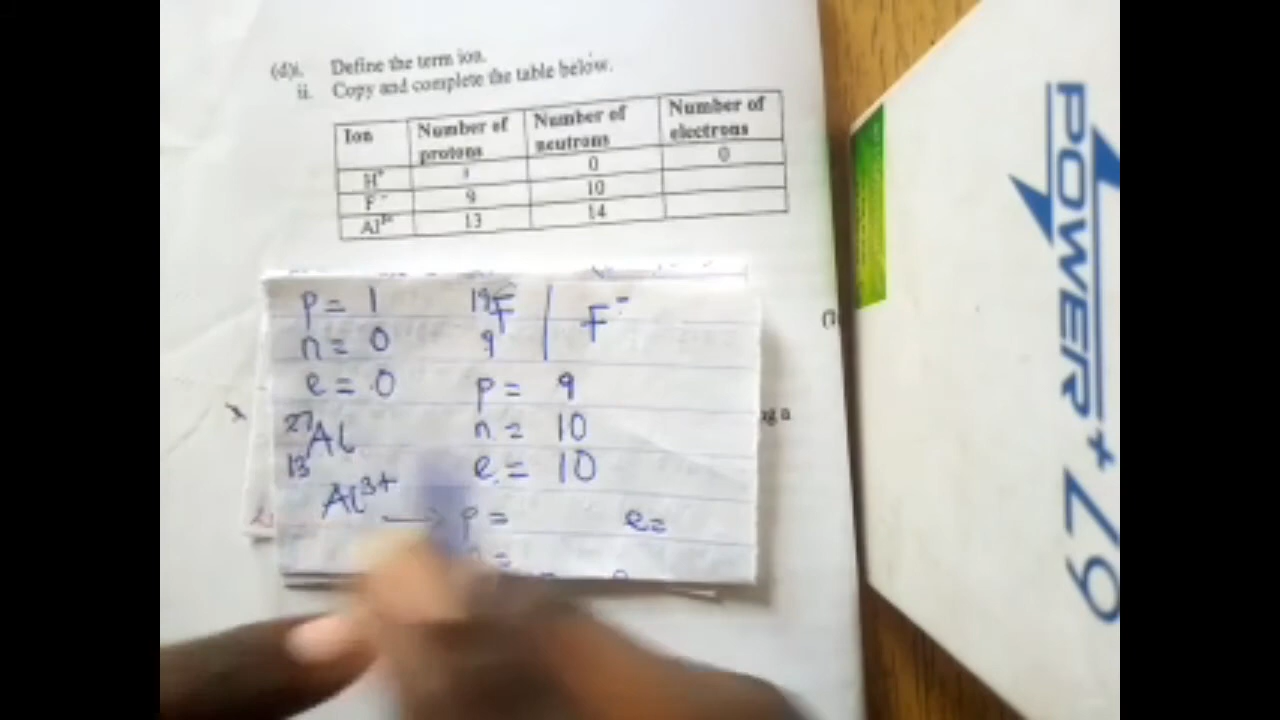 (d)i. Define the term ion.
ii. Copy and complete the table below.
Ion Number of protons Number of neutrons Number of electrons
H⁺ 0 0
F⁻ 9 10
Al³⁺ 13 14
p = 1
n = 0
e = 0
²⁷₁₃Al
Al³⁺
¹⁹₉F | F⁻
p = 9
n = 10
e = 10
p =
e =
POWER+ Z9